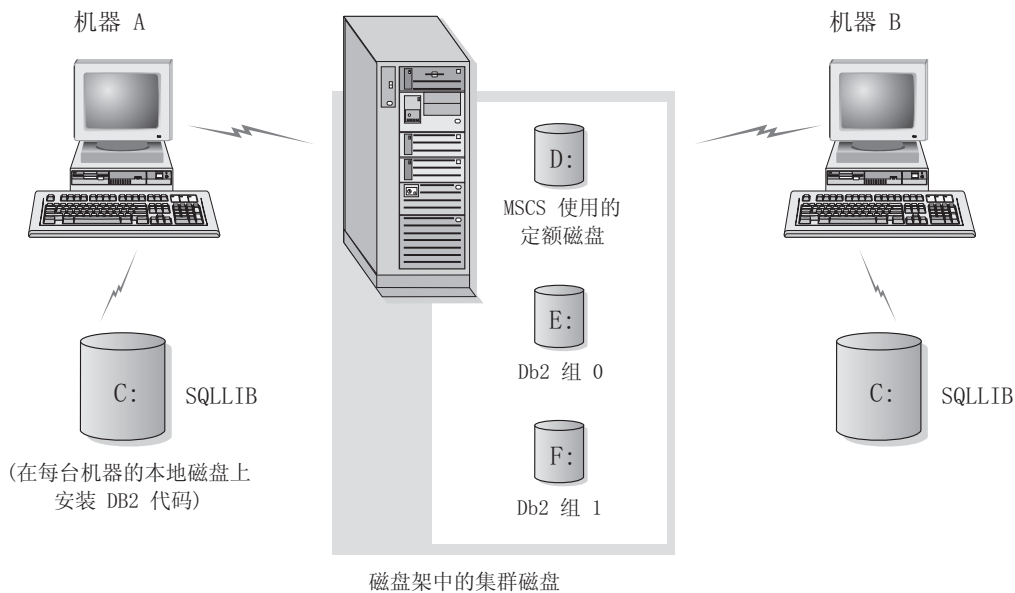 机器 A
机器 B
D:
MSCS 使用的
定额磁盘
E:
Db2 组 0
C:
SQLLIB
C:
SQLLIB
F:
(在每台机器的本地磁盘上
安装 DB2 代码)
Db2 组 1
磁盘架中的集群磁盘